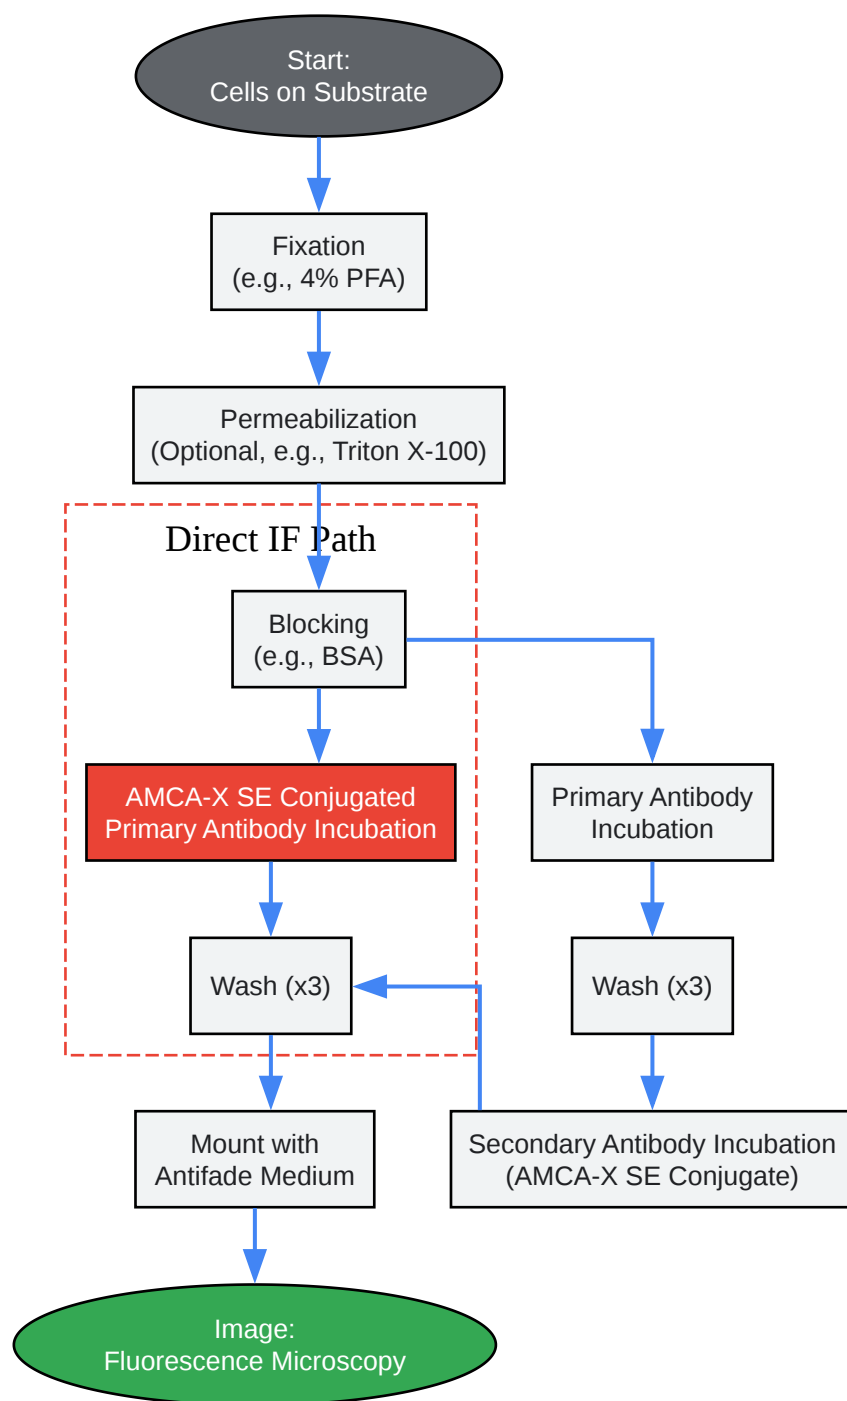 Start:
Cells on Substrate
Fixation
(e.g., 4% PFA)
Permeabilization
(Optional, e.g., Triton X-100)
Direct IF Path
Blocking
(e.g., BSA)
AMCA-X SE Conjugated
Primary Antibody Incubation
Primary Antibody
Incubation
Wash (x3)
Wash (x3)
Mount with
Antifade Medium
Secondary Antibody Incubation
(AMCA-X SE Conjugate)
Image:
Fluorescence Microscopy